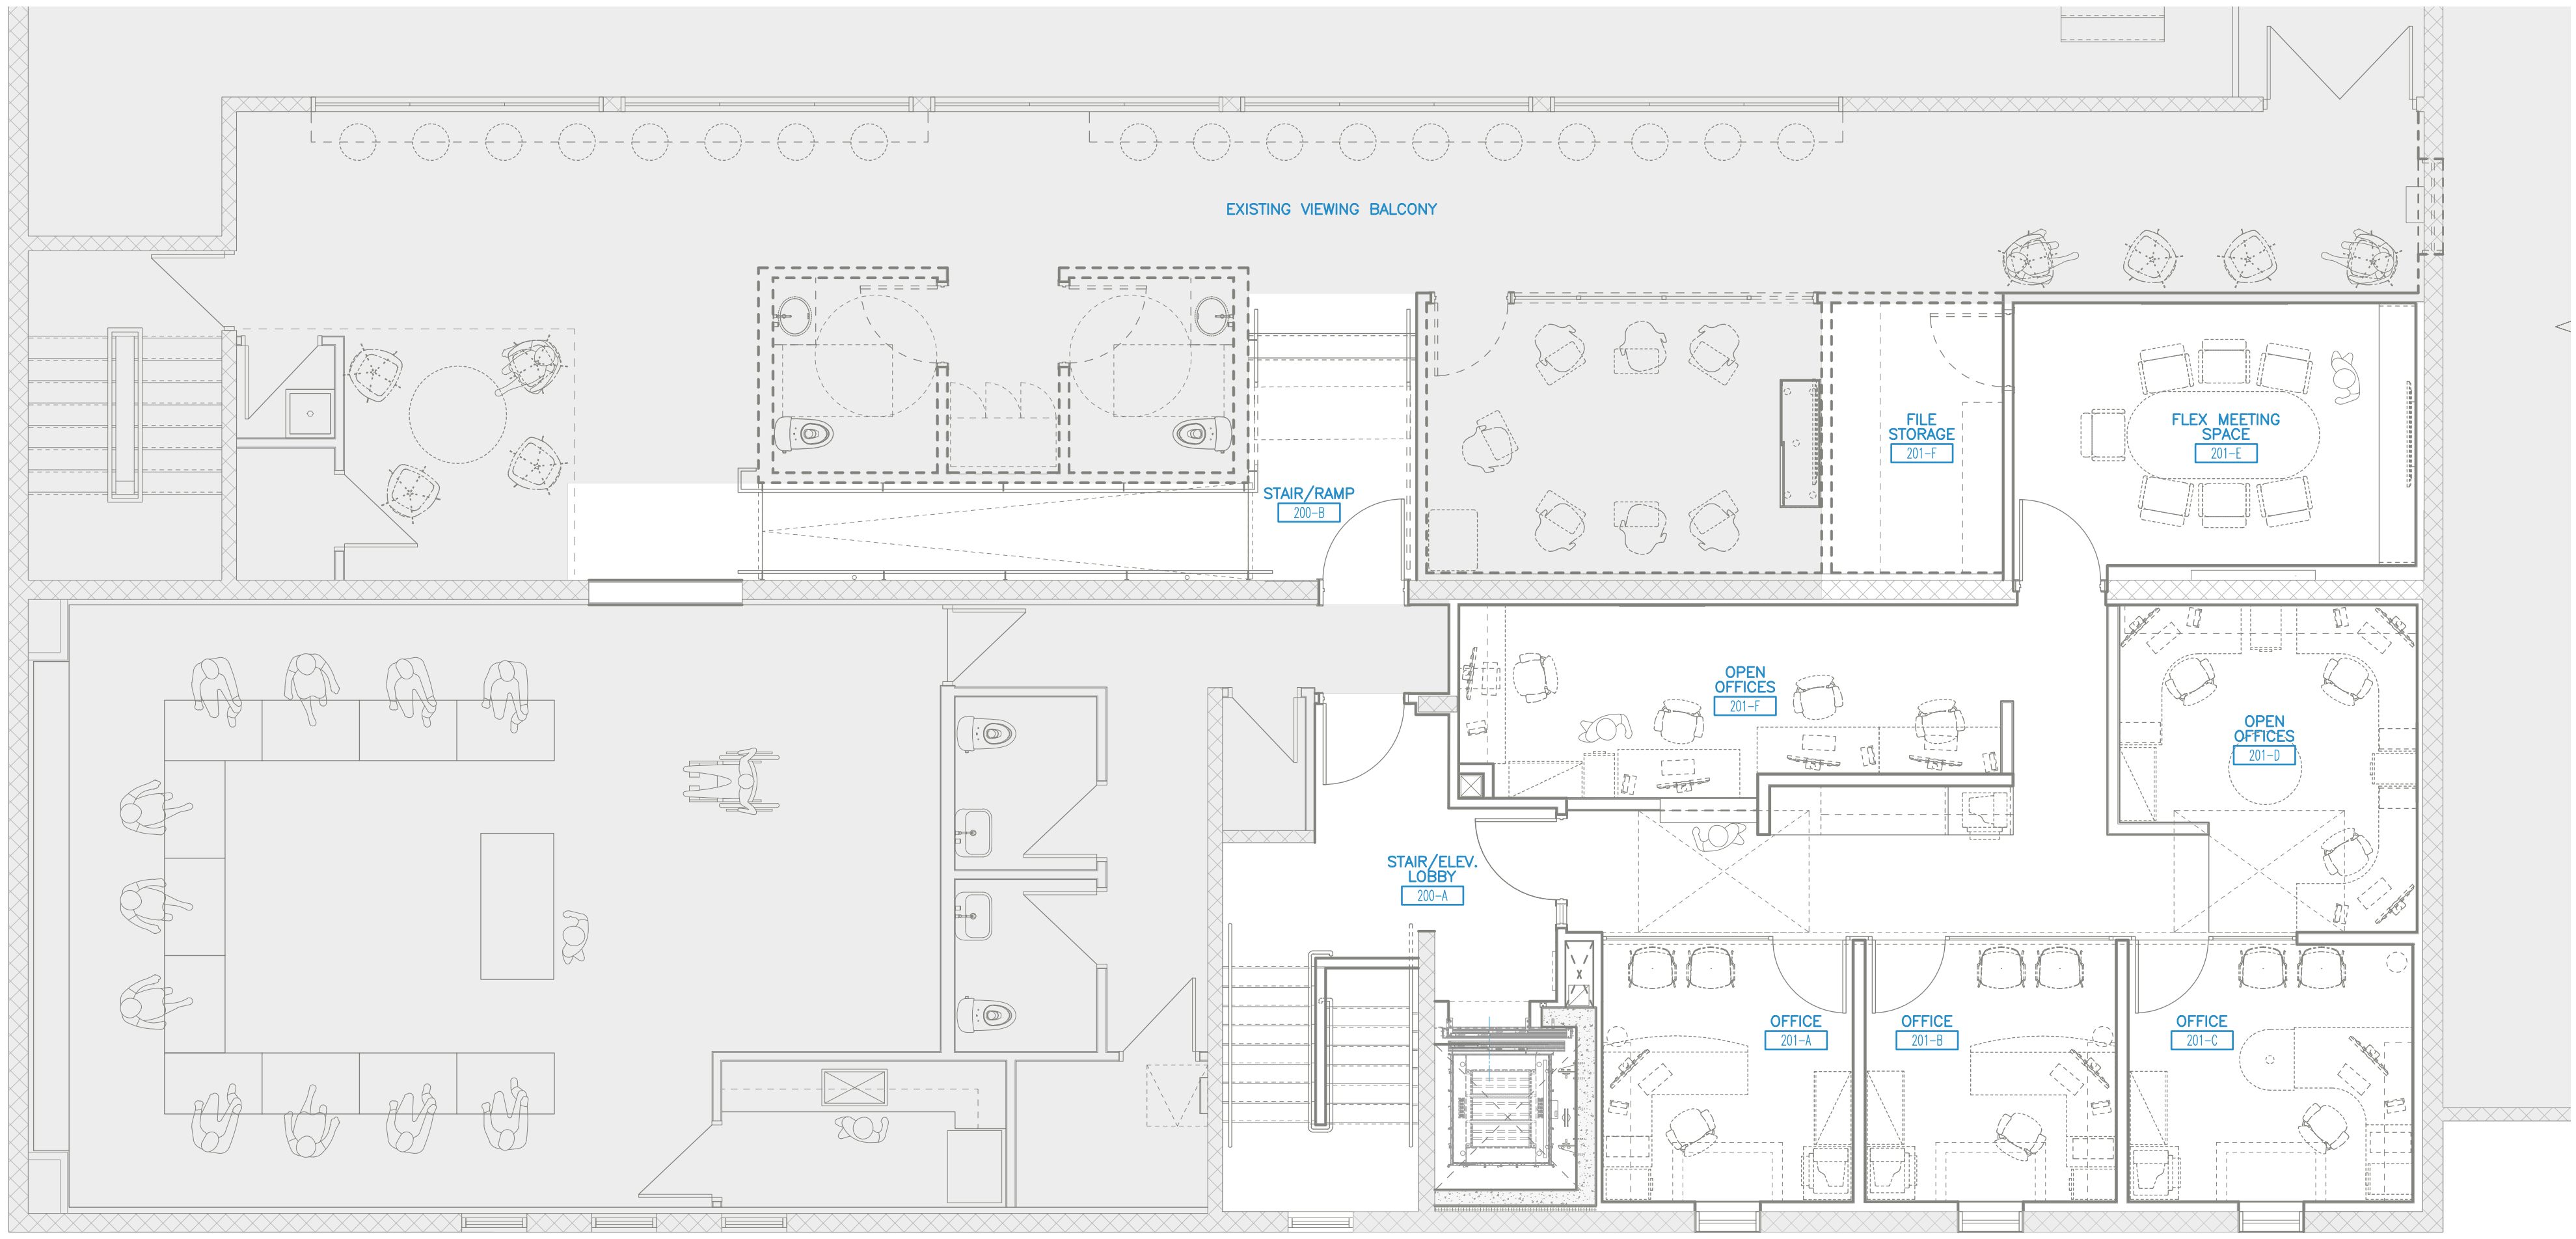 EXISTING VIEWING BALCONY
STAIR/RAMP
200-B
FILE
STORAGE
201-F
FLEX MEETING
SPACE
201-E
OPEN
OFFICES
201-F
OPEN
OFFICES
201-D
STAIR/ELEV.
LOBBY
200-A
OFFICE
201-A
OFFICE
201-B
OFFICE
201-C